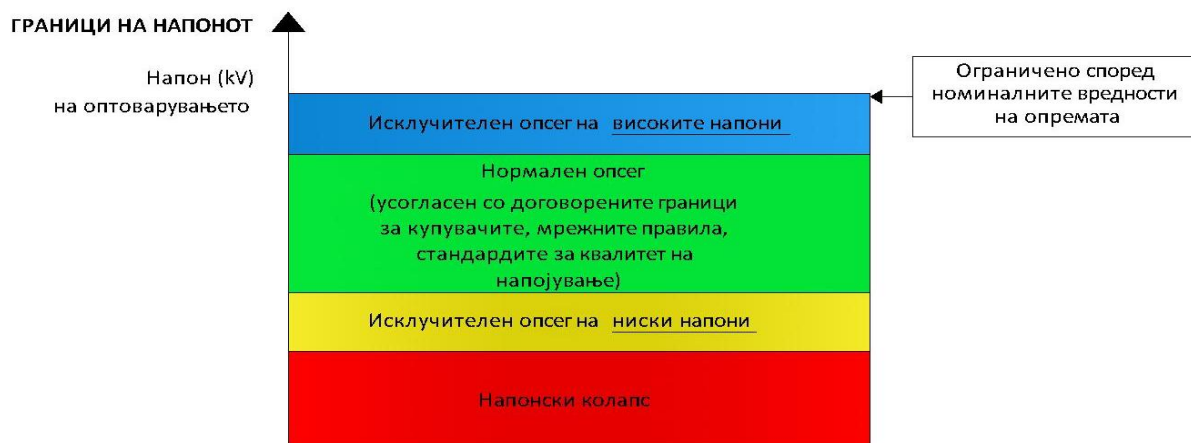 ГРАНИЦИ НА НАПОНОТ
Напон (kV)
на оптоварувањето
Ограничено според
номиналните вредности
на опремата
Исклучителен опсег на високите напони
Нормален опсег
(усогласен со договорените граници
за купувачите, мрежните правила,
стандардите за квалитет на
напојување)
Исклучителен опсег на ниски напони
Напонски колапс